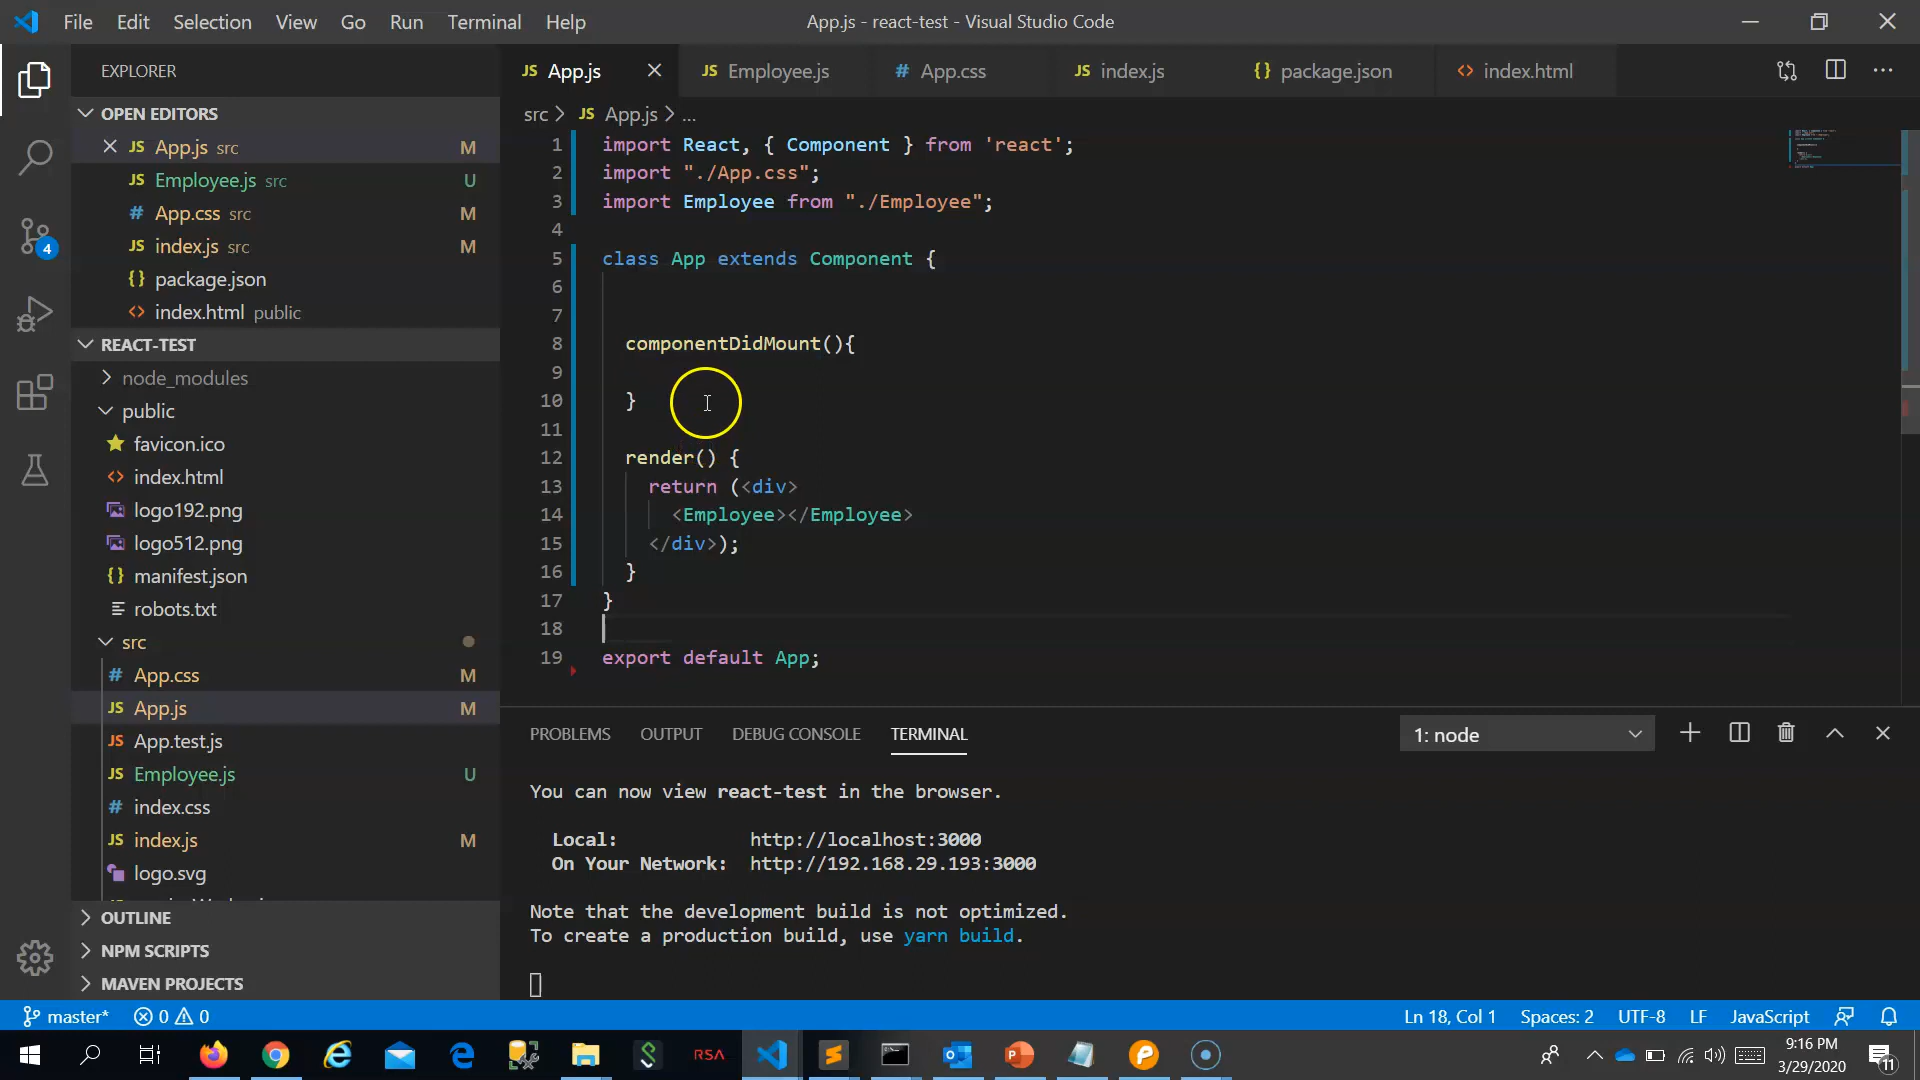 File Edit Selection View Go Run Terminal Help App.js - react-test - Visual Studio Code
EXPLORER
OPEN EDITORS
JS App.js src M
JS Employee.js src U
# App.css src M
JS index.js src M
{} package.json
<> index.html public
REACT-TEST
node_modules
public
favicon.ico
<> index.html
logo192.png
logo512.png
{} manifest.json
robots.txt
src
# App.css M
JS App.js M
JS App.test.js
JS Employee.js U
# index.css
JS index.js M
logo.svg
OUTLINE
NPM SCRIPTS
MAVEN PROJECTS
4
JS App.js JS Employee.js # App.css JS index.js {} package.json <> index.html
src > JS App.js > ...
1 import React, { Component } from 'react';
2 import "./App.css";
3 import Employee from "./Employee";
4
5 class App extends Component {
6
7
8 componentDidMount(){
9
10 }
11
12 render() {
13 return (<div>
14 <Employee></Employee>
15 </div>);
16 }
17 }
18
19 export default App;
PROBLEMS OUTPUT DEBUG CONSOLE TERMINAL 1: node
You can now view react-test in the browser.
Local: http://localhost:3000
On Your Network: http://192.168.29.193:3000
Note that the development build is not optimized.
To create a production build, use yarn build.
master* 0 0 Ln 18, Col 1 Spaces: 2 UTF-8 LF JavaScript
RSA
9:16 PM
3/29/2020
11